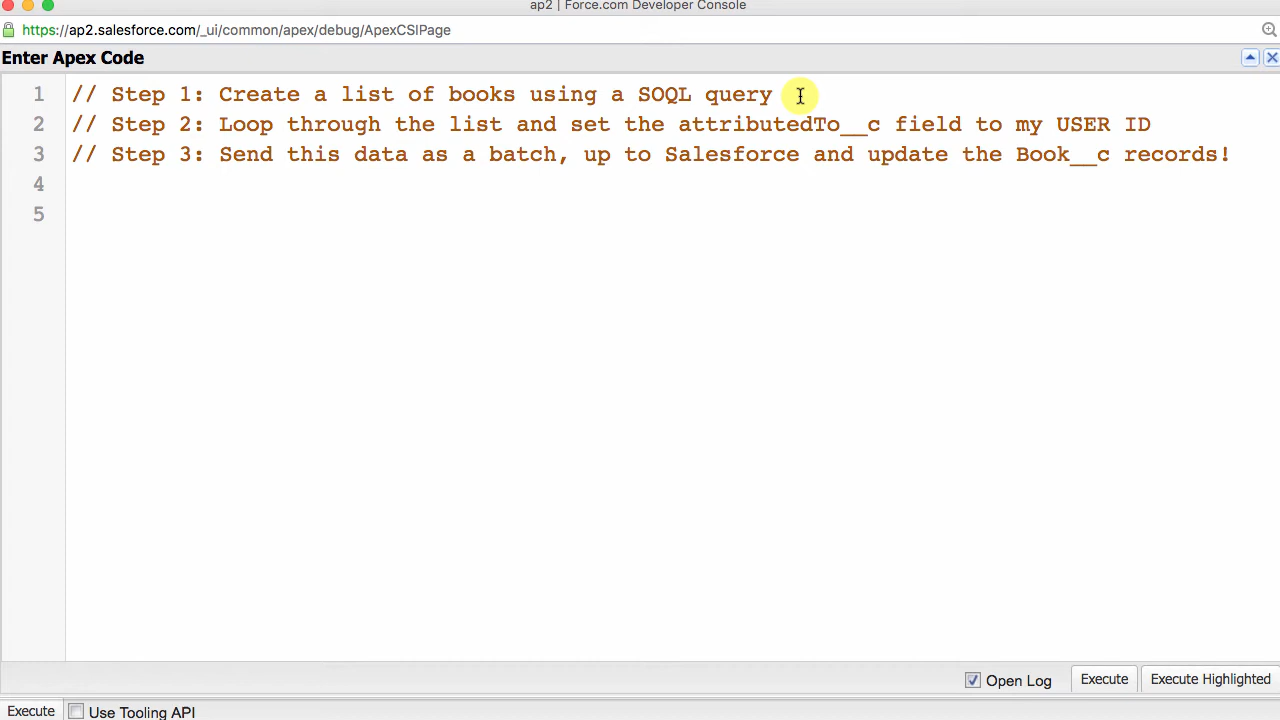 ap2 | Force.com Developer Console
https://ap2.salesforce.com/_ui/common/apex/debug/ApexCSIPage
Enter Apex Code
1 // Step 1: Create a list of books using a SOQL query
2 // Step 2: Loop through the list and set the attributedTo__c field to my USER ID
3 // Step 3: Send this data as a batch, up to Salesforce and update the Book__c records!
4
5
Open Log Execute Execute Highlighted
Execute Use Tooling API